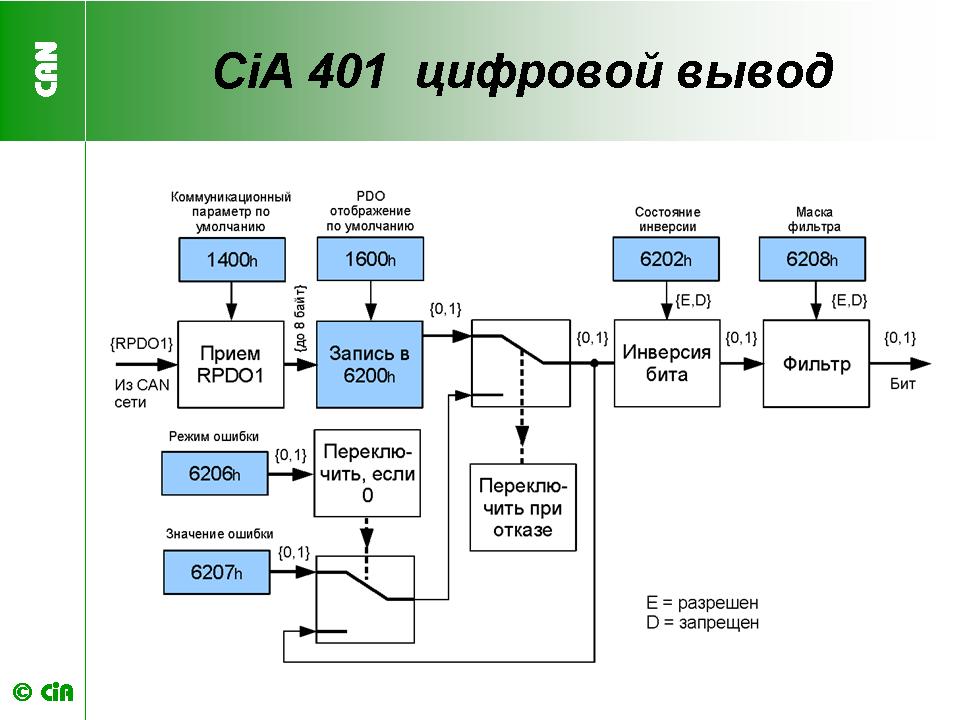 CAN
CiA 401 цифровой вывод
Коммуникационный
параметр по
умолчанию
1400h
PDO
отображение
по умолчанию
1600h
Состояние
инверсии
6202h
Маска
фильтра
6208h
{RPDO1}
Из CAN
сети
Прием
RPDO1
{до 8 байт}
Запись в
6200h
{0,1}
{0,1}
{E,D}
Инверсия
бита
{0,1}
{E,D}
Фильтр
{0,1}
Бит
Режим ошибки
6206h
{0,1}
Переклю-
чить, если
0
Переклю-
чить при
отказе
Значение ошибки
6207h
{0,1}
E = разрешен
D = запрещен
© CiA